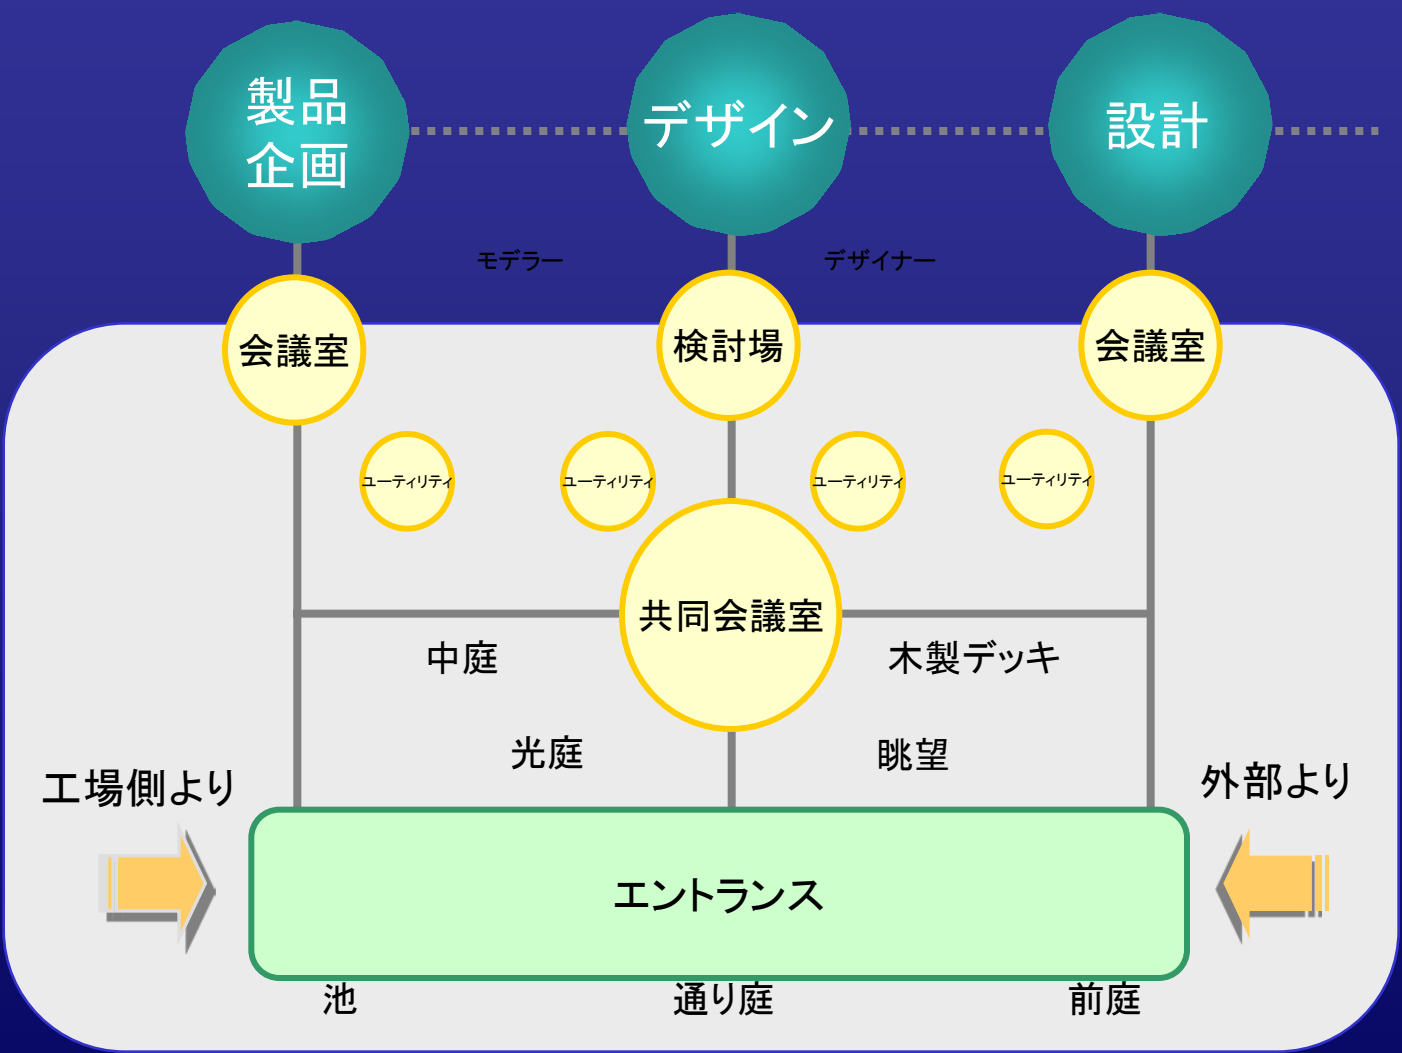 製品
企画
デザイン
設計
モデラー
デザイナー
会議室
検討場
会議室
ユーティリティ
ユーティリティ
ユーティリティ
ユーティリティ
共同会議室
中庭
木製デッキ
光庭
眺望
工場側より
外部より
エントランス
池
通り庭
前庭